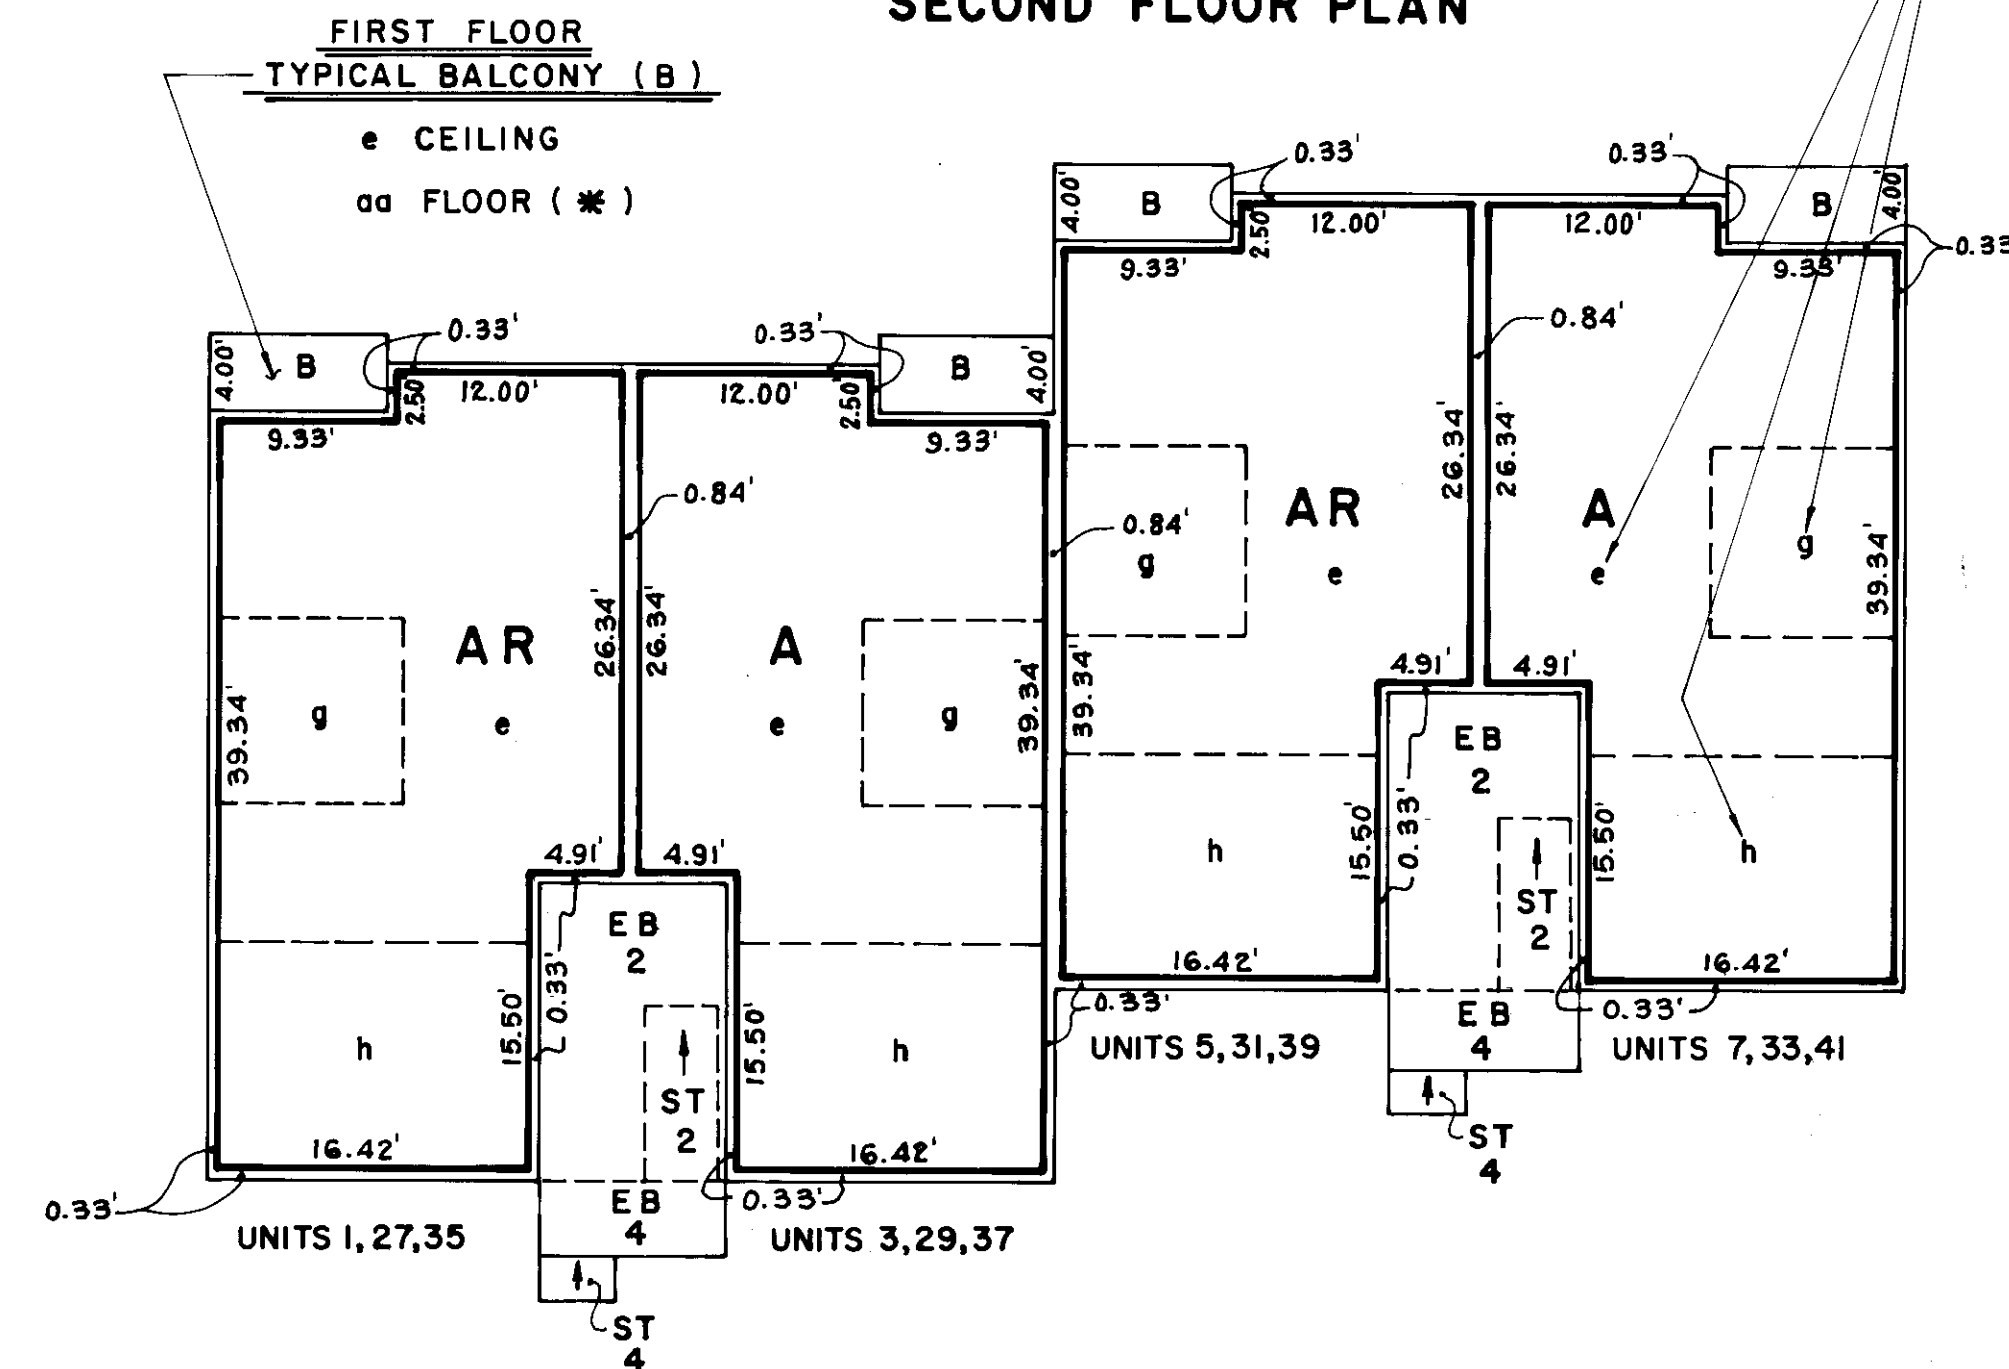 SECOND FLOOR PLAN
FIRST FLOOR
TYPICAL BALCONY (B)
e CEILING
aa FLOOR (*)
B
4.00'
0.33'
12.00'
2.50'
9.33'
0.84'
26.34'
AR
e
g
39.34'
4.91'
15.50'
0.33'
h
16.42'
0.33'
UNITS 1,27,35
0.33'
B
4.00'
12.00'
2.50'
9.33'
26.34'
A
e
g
39.34'
0.84'
4.91'
15.50'
h
16.42'
0.33'
UNITS 3,29,37
EB
2
ST
2
EB
4
ST
4
B
4.00'
0.33'
12.00'
2.50'
9.33'
0.84'
26.34'
AR
e
g
39.34'
4.91'
15.50'
0.33'
h
16.42'
0.33'
UNITS 5,31,39
0.33'
B
4.00'
12.00'
9.33'
0.33
26.34'
A
e
g
39.34'
4.91'
15.50'
h
16.42'
0.33'
UNITS 7,33,41
EB
2
ST
2
EB
4
ST
4